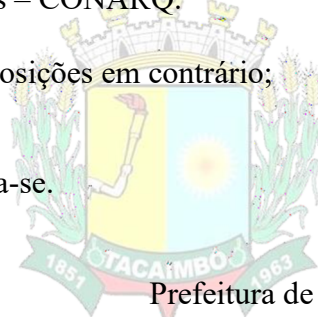 s – CONARQ.
osições em contrário;
a-se.
1851 TACAIMBÓ 1963
Prefeitura de